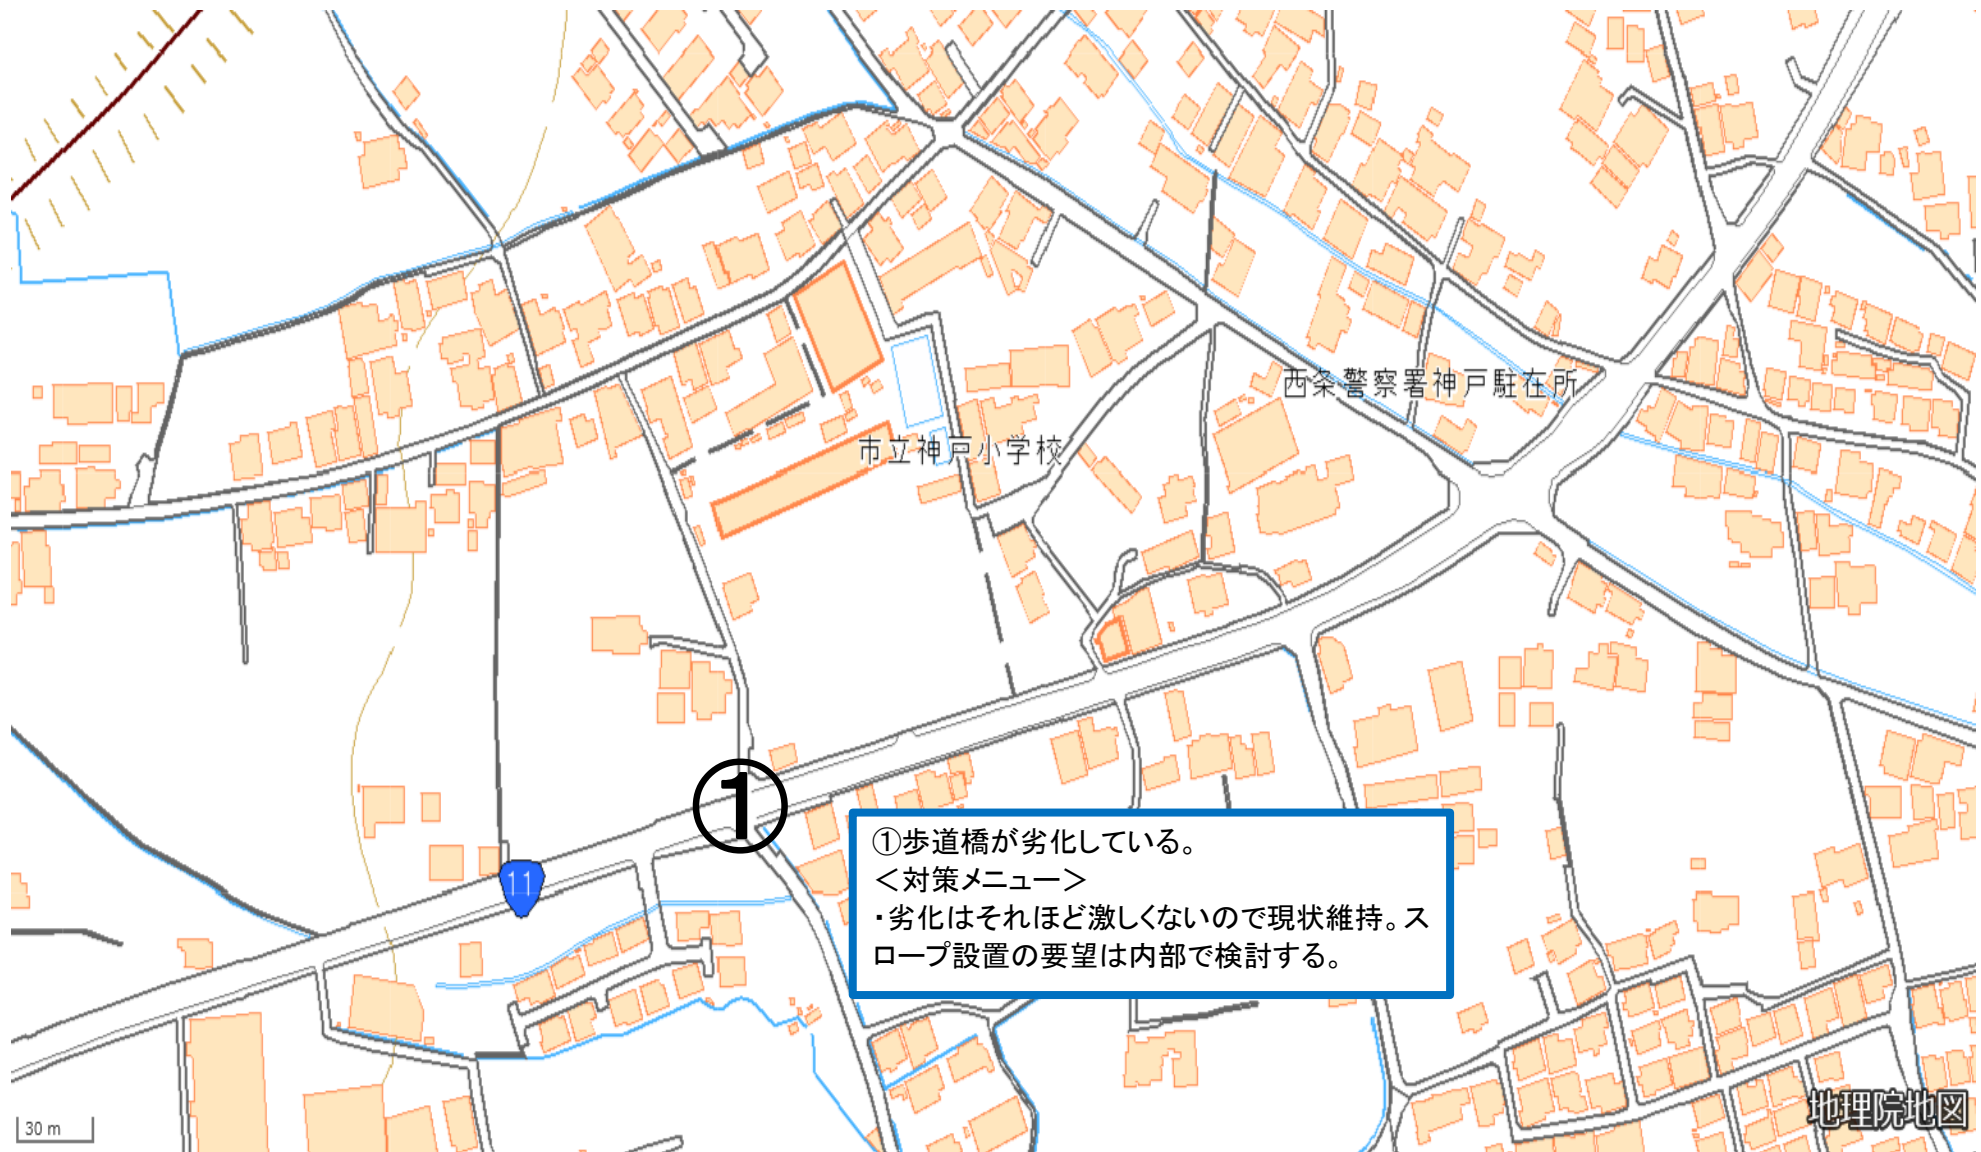 西条警察署神戸駐在所
市立神戸小学校
①
①歩道橋が劣化している。
＜対策メニュー＞
・劣化はそれほど激しくないので現状維持。ス
ロープ設置の要望は内部で検討する。
11
30 m
地理院地図